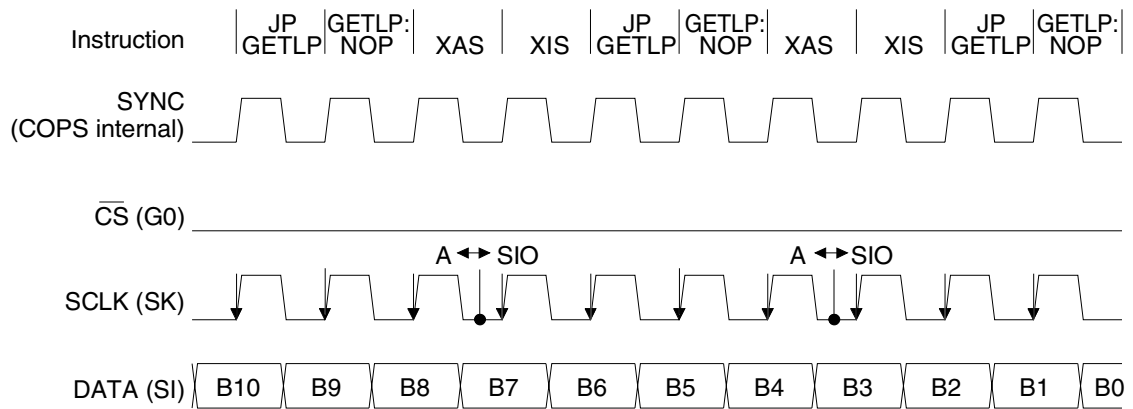 Instruction JP GETLP GETLP: NOP XAS XIS JP GETLP GETLP: NOP XAS XIS JP GETLP GETLP: NOP
SYNC
(COPS internal)
CS (G0)
A SIO A SIO
SCLK (SK)
DATA (SI) B10 B9 B8 B7 B6 B5 B4 B3 B2 B1 B0